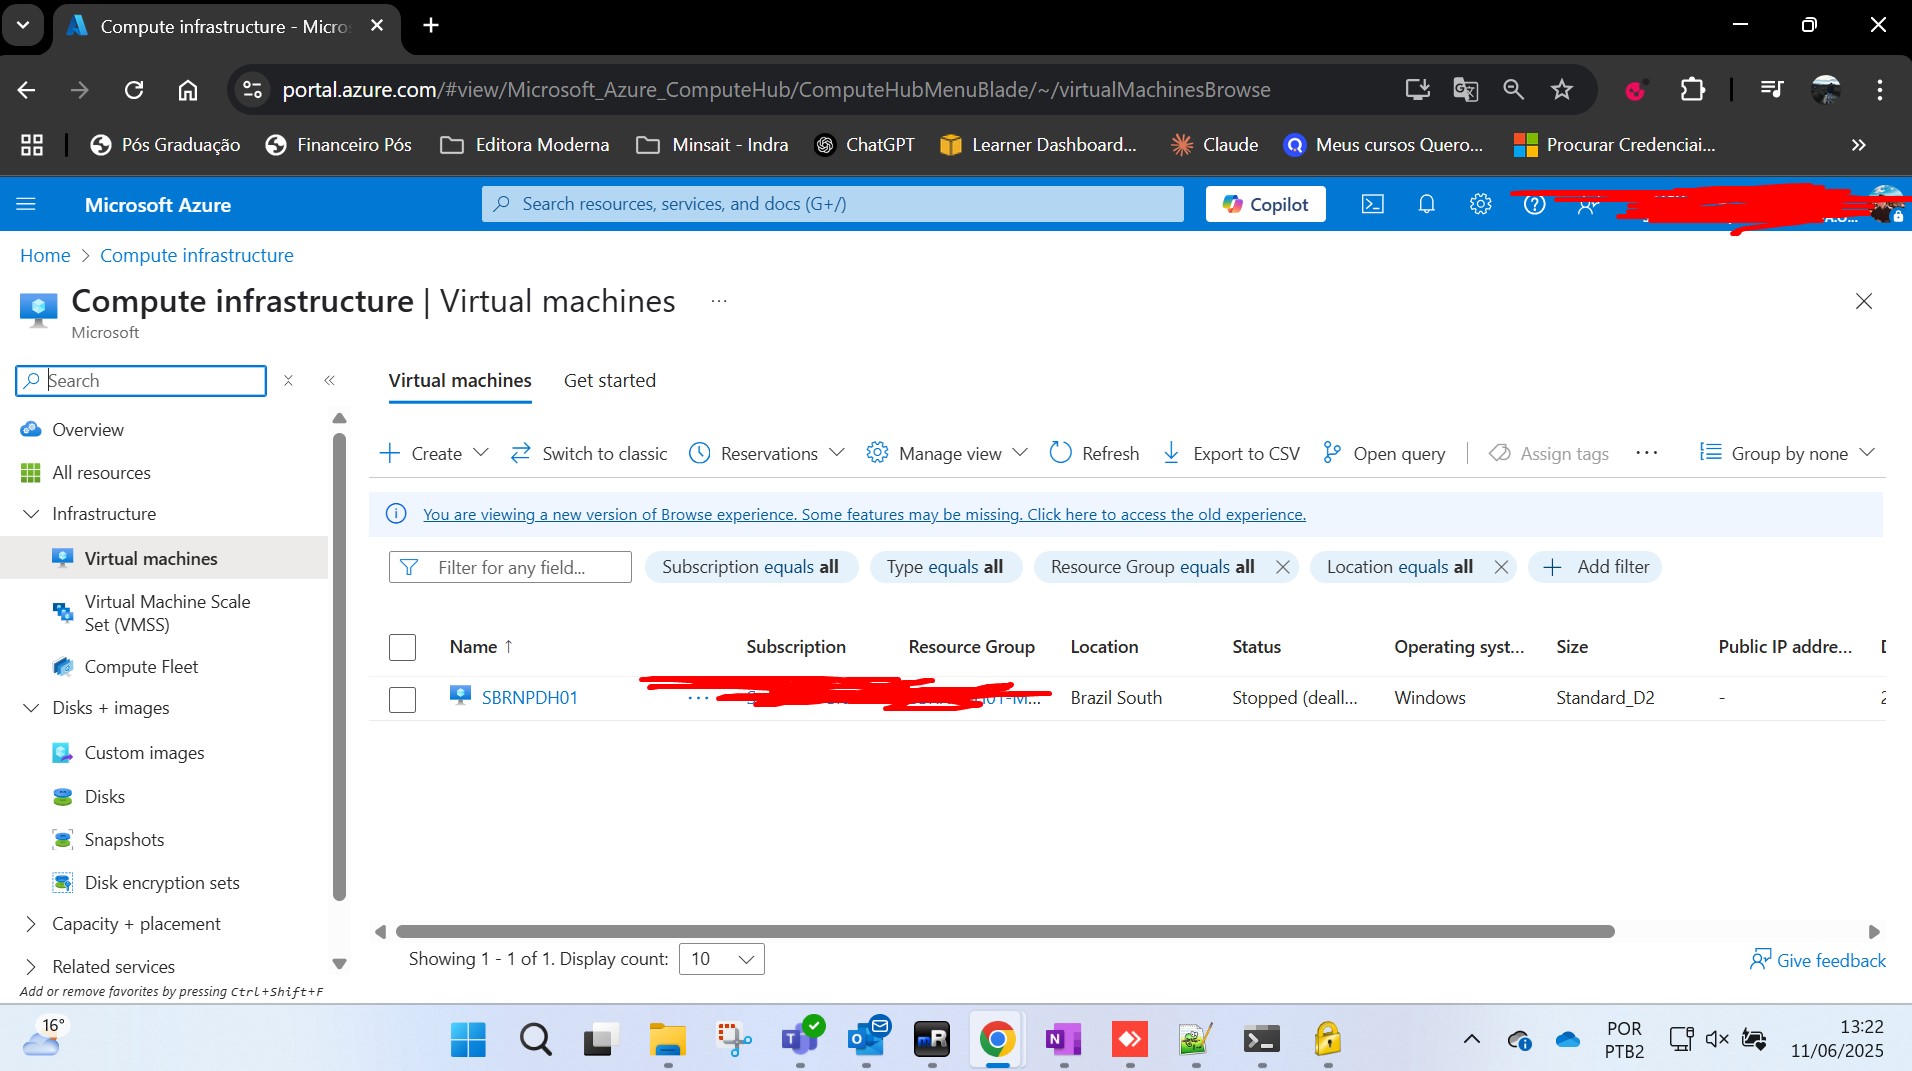 Compute infrastructure - Micro
portal.azure.com/#view/Microsoft_Azure_ComputeHub/ComputeHubMenuBlade/~/virtualMachinesBrowse
Pós Graduação Financeiro Pós Editora Moderna Minsait - Indra ChatGPT Learner Dashboard... Claude Meus cursos Quero... Procurar Credenciai... »
Microsoft Azure Search resources, services, and docs (G+/) Copilot
Home > Compute infrastructure
Compute infrastructure | Virtual machines ...
Microsoft
Search
Virtual machines Get started
Overview
All resources
Infrastructure
Virtual machines
Virtual Machine Scale
Set (VMSS)
Compute Fleet
Disks + images
Custom images
Disks
Snapshots
Disk encryption sets
Capacity + placement
Related services
Add or remove favorites by pressing Ctrl+Shift+F
Create Switch to classic Reservations Manage view Refresh Export to CSV Open query Assign tags ... Group by none
You are viewing a new version of Browse experience. Some features may be missing. Click here to access the old experience.
Filter for any field... Subscription equals all Type equals all Resource Group equals all Location equals all Add filter
Name ↑ Subscription Resource Group Location Status Operating syst... Size Public IP addre...
SBRNPDH01 ... Brazil South Stopped (deall... Windows Standard_D2 -
Showing 1 - 1 of 1. Display count: 10
Give feedback
16°
POR
PTB2
13:22
11/06/2025